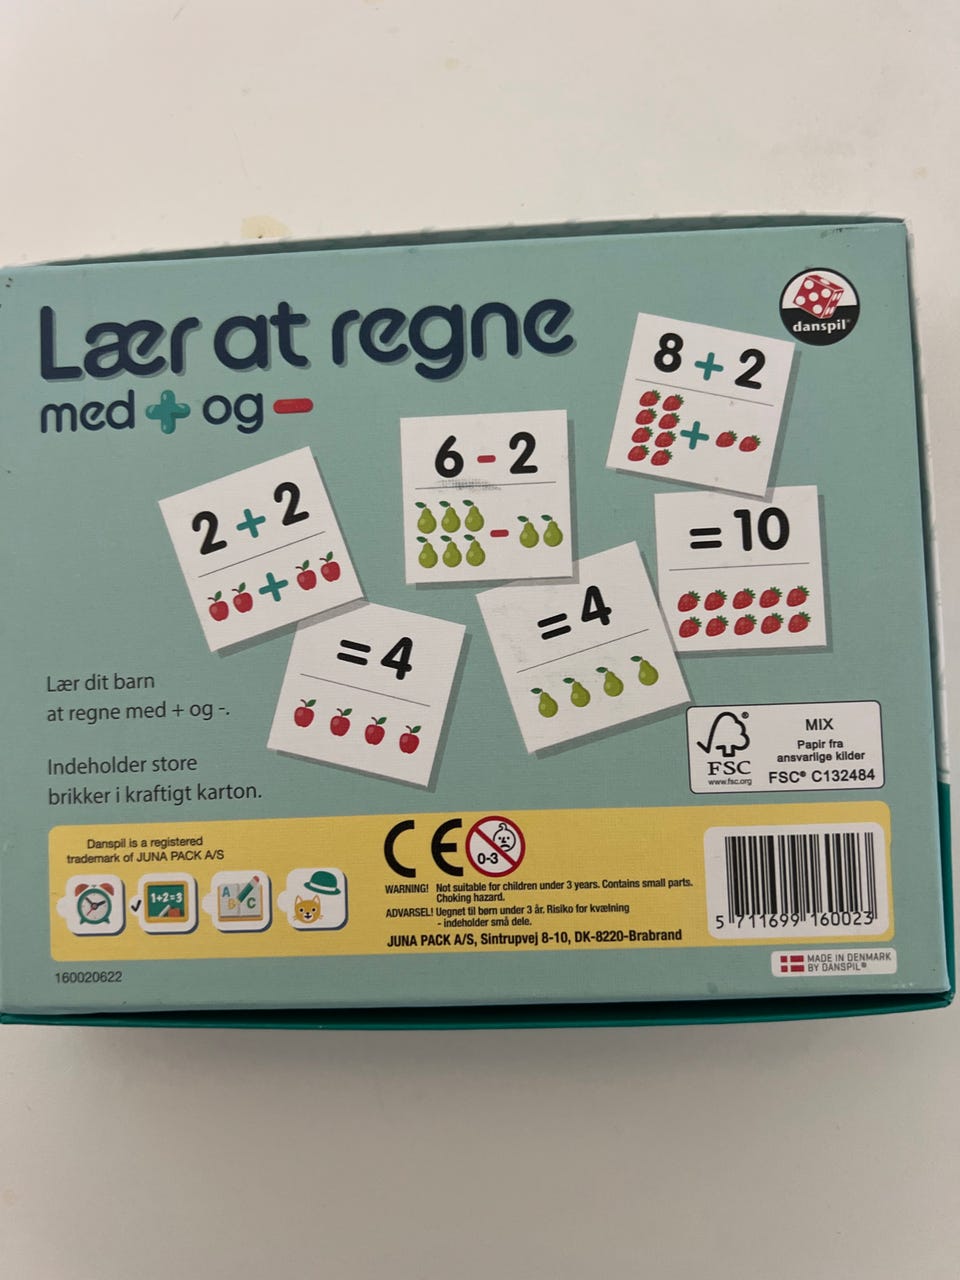 Lær at regne
med + og -
danspil®
8 + 2
+
6 - 2
-
2 + 2
+
= 10
= 4
= 4
Lær dit barn
at regne med + og -.
Indeholder store
brikker i kraftigt karton.
FSC®
www.fsc.org
MIX
Papir fra
ansvarlige kilder
FSC® C132484
Danspil is a registered
trademark of JUNA PACK A/S
1+2=3
A
B
C
CE
0-3
WARNING! Not suitable for children under 3 years. Contains small parts.
Choking hazard.
ADVARSEL! Uegnet til børn under 3 år. Risiko for kvælning
- indeholder små dele.
JUNA PACK A/S, Sintrupvej 8-10, DK-8220-Brabrand
5 711699 160023
MADE IN DENMARK
BY DANSPIL®
160020622